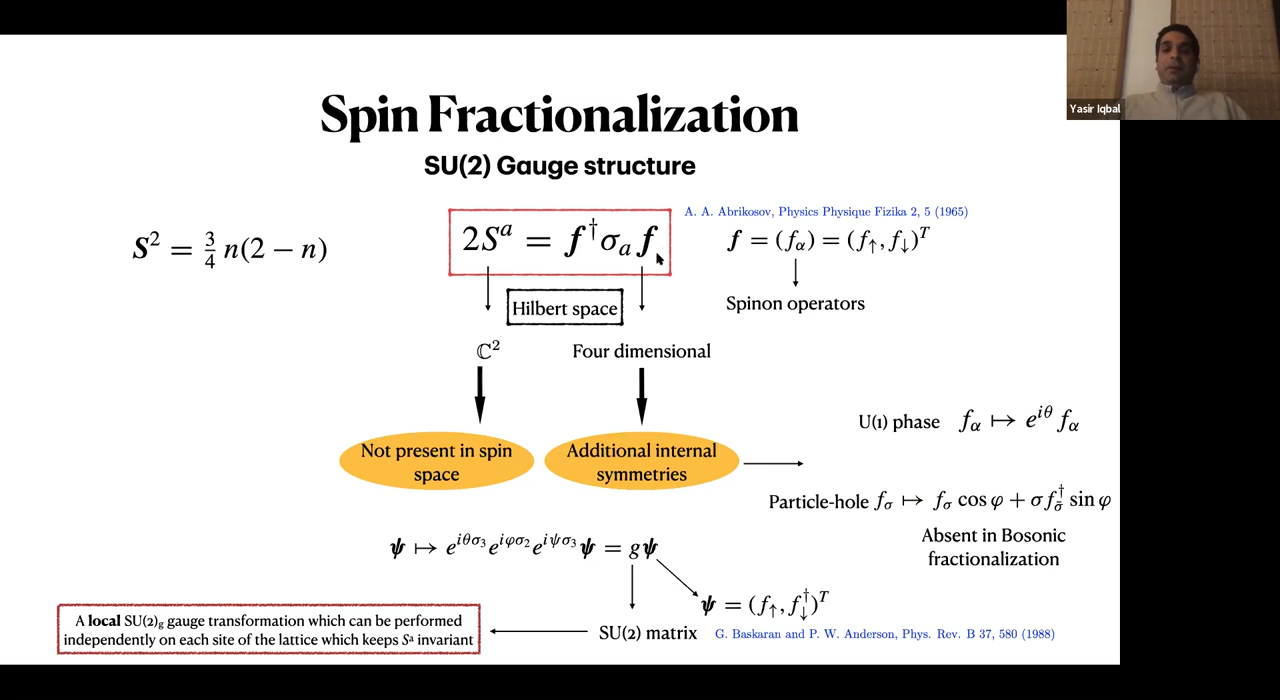 Yasir Iqbal
Spin Fractionalization
SU(2) Gauge structure
A. A. Abrikosov, Physics Physique Fizika 2, 5 (1965)
S² = ¾ n(2 − n)
2Sᵃ = f†σₐ f
f = (fα) = (f↑, f↓)ᵀ
Hilbert space
Spinon operators
ℂ²
Four dimensional
U(1) phase fα ↦ e^{iθ} fα
Not present in spin
space
Additional internal
symmetries
Particle-hole f_σ ↦ f_σ cos φ + σf†_σ̄ sin φ
Absent in Bosonic
fractionalization
ψ ↦ e^{iθσ₃}e^{iφσ₂}e^{iψσ₃}ψ = gψ
ψ = (f↑, f↓†)ᵀ
A local SU(2)g gauge transformation which can be performed
independently on each site of the lattice which keeps Sᵃ invariant
SU(2) matrix
G. Baskaran and P. W. Anderson, Phys. Rev. B 37, 580 (1988)